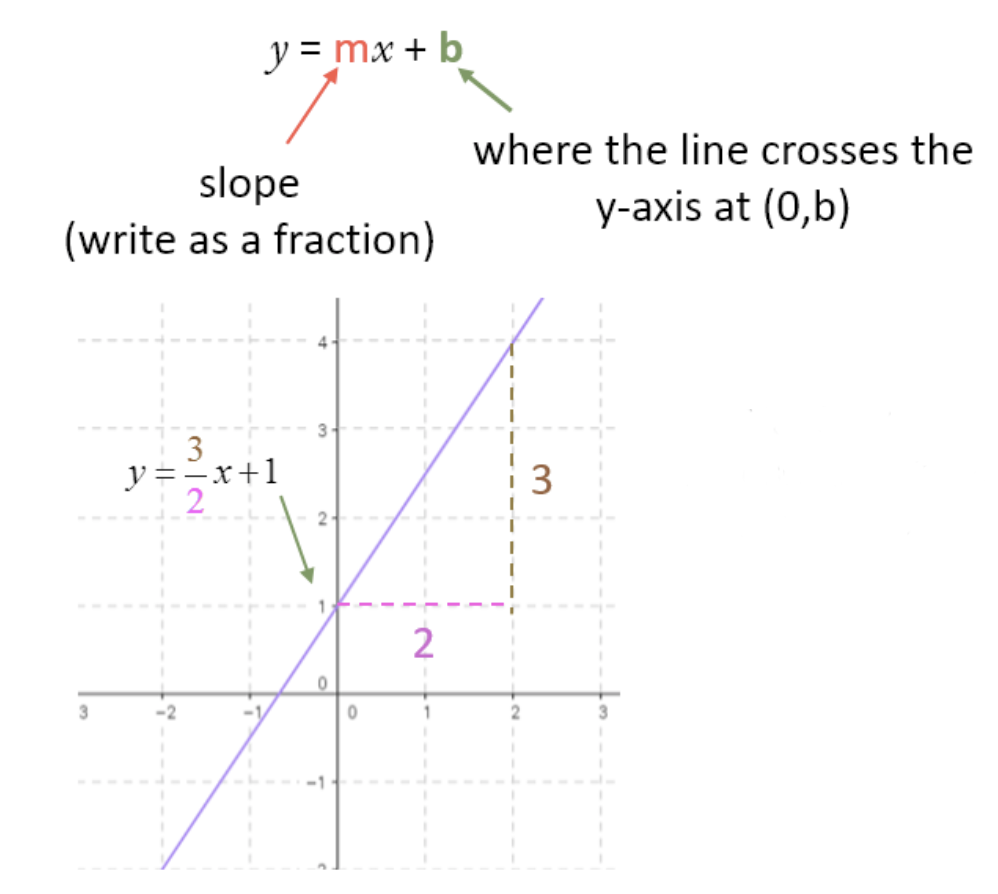 y = mx + b
slope
(write as a fraction)
where the line crosses the
y-axis at (0,b)
4
3
y = 3/2 x+1
3
2
1
2
0
3 −2 −1 0 1 2 3
−1